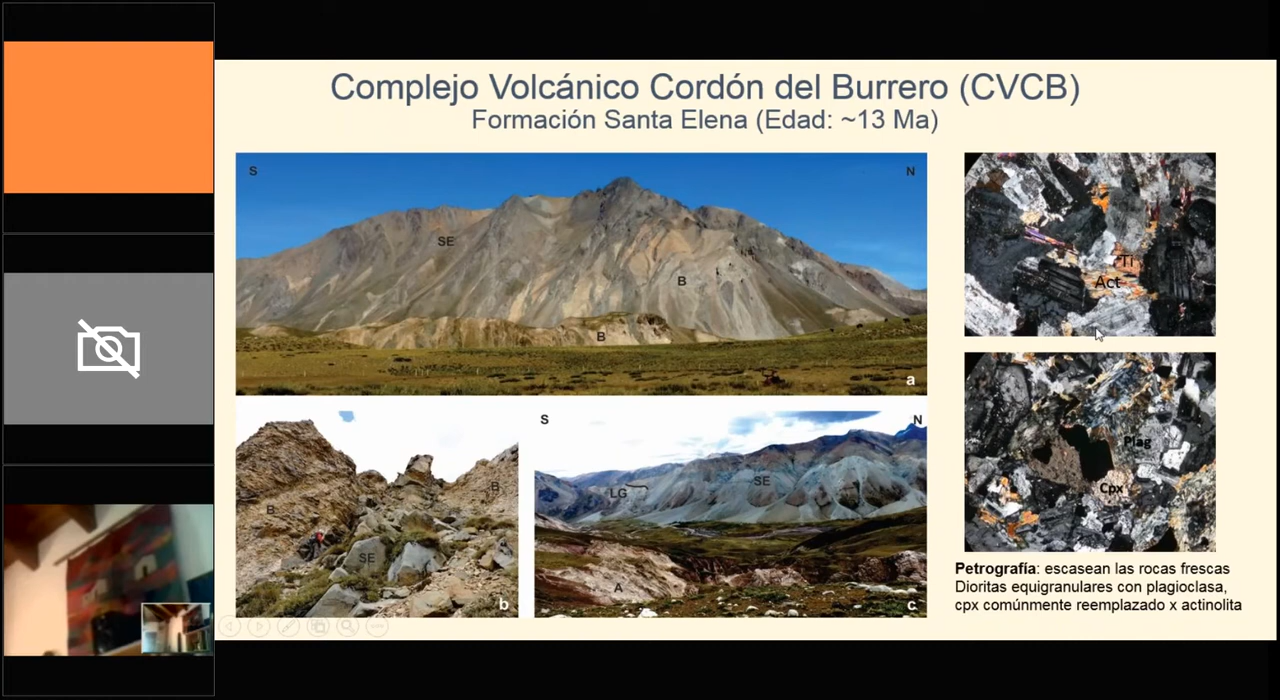 Complejo Volcánico Cordón del Burrero (CVCB)
Formación Santa Elena (Edad: ~13 Ma)
S
N
SE
B
B
a
B
B
SE
b
S
N
LG
SE
A
c
Ti
Act
Plag
Cpx
Petrografía: escasean las rocas frescas
Dioritas equigranulares con plagioclasa,
cpx comúnmente reemplazado x actinolita